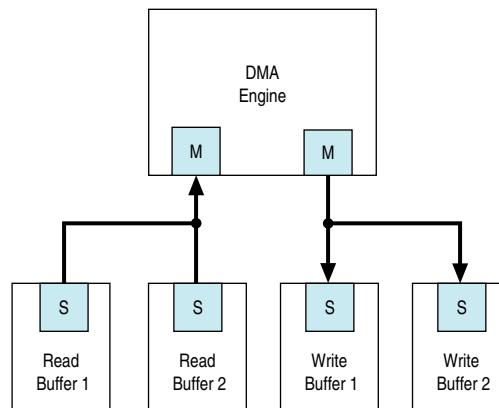 DMA
Engine
M
M
S
S
S
S
Read
Buffer 1
Read
Buffer 2
Write
Buffer 1
Write
Buffer 2